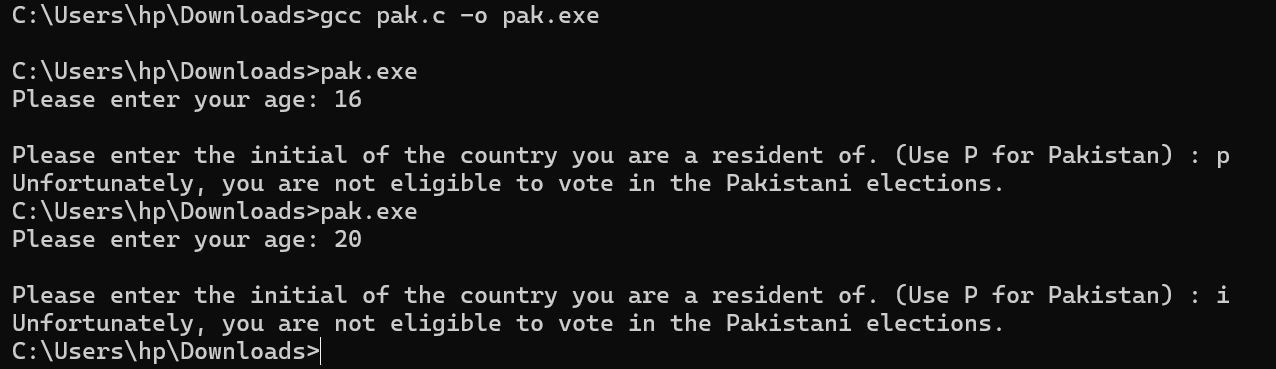 C:\Users\hp\Downloads>gcc pak.c -o pak.exe
C:\Users\hp\Downloads>pak.exe
Please enter your age: 16
Please enter the initial of the country you are a resident of. (Use P for Pakistan) : p
Unfortunately, you are not eligible to vote in the Pakistani elections.
C:\Users\hp\Downloads>pak.exe
Please enter your age: 20
Please enter the initial of the country you are a resident of. (Use P for Pakistan) : i
Unfortunately, you are not eligible to vote in the Pakistani elections.
C:\Users\hp\Downloads>